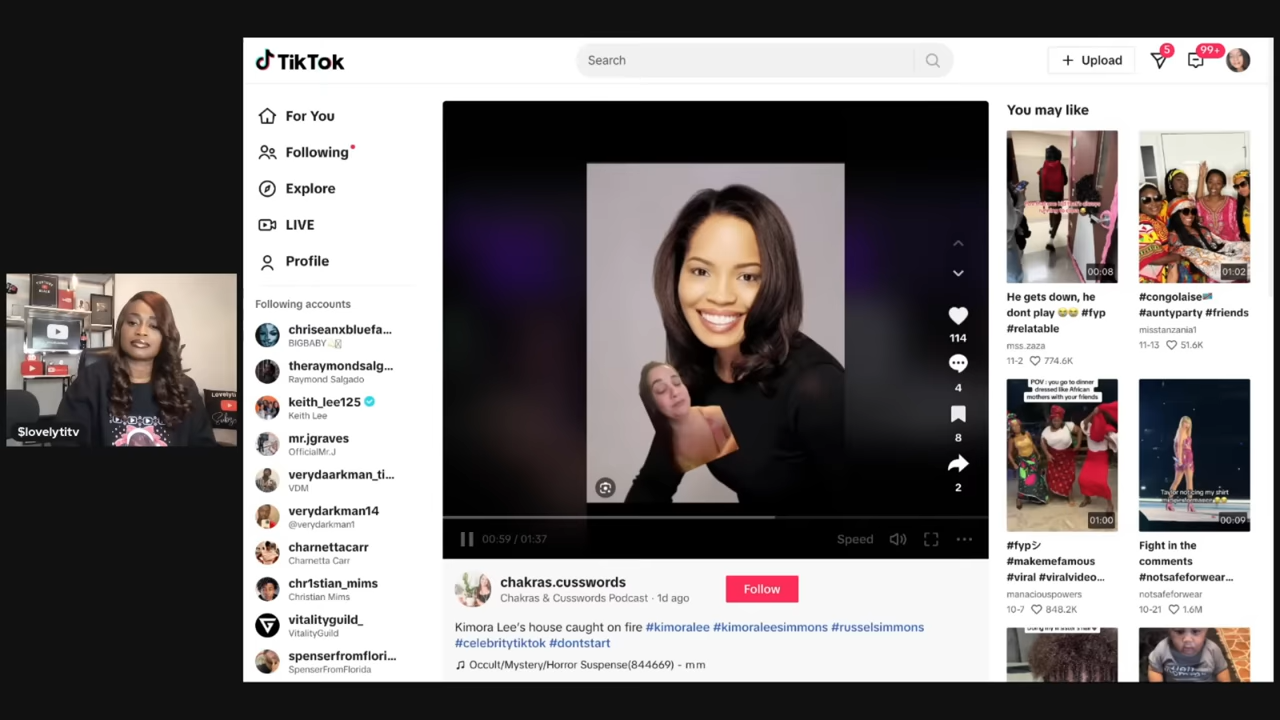 TikTok
Search
Upload
5
99+
For You
Following
Explore
LIVE
Profile
Following accounts
chriseanxbluefa...
BIGBABY
theraymondsalg...
Raymond Salgado
keith_lee125
Keith Lee
mr.jgraves
OfficialMr.J
verydaarkman_ti...
VDM
verydarkman14
@verydarkman1
charnettacarr
Charnetta Carr
chr1stian_mims
Christian Mims
vitalityguild_
VitalityGuild
spenserfromflori...
SpenserFromFlorida
$lovelytitv
114
4
8
2
00:59 / 01:37
Speed
chakras.cusswords
Chakras & Cusswords Podcast · 1d ago
Follow
Kimora Lee's house caught on fire #kimoralee #kimoraleesimmons #russelsimmons
#celebritytiktok #dontstart
Occult/Mystery/Horror Suspense(844669) - mm
You may like
00:08
He gets down, he
dont play 😂😂 #fyp
#relatable
mss.zaza
11-2 774.6K
01:02
#congolaise
#auntyparty #friends
misstanzania1
11-13 51.6K
POV : you go to dinner
dressed like African
mothers with your friends
01:00
#fypシ
#makemefamous
#viral #viralvideo...
manaciouspowers
10-7 848.2K
Taylor not
my shirt
00:09
Fight in the
comments
#notsafeforwear...
notsafeforwear
10-21 1.6M